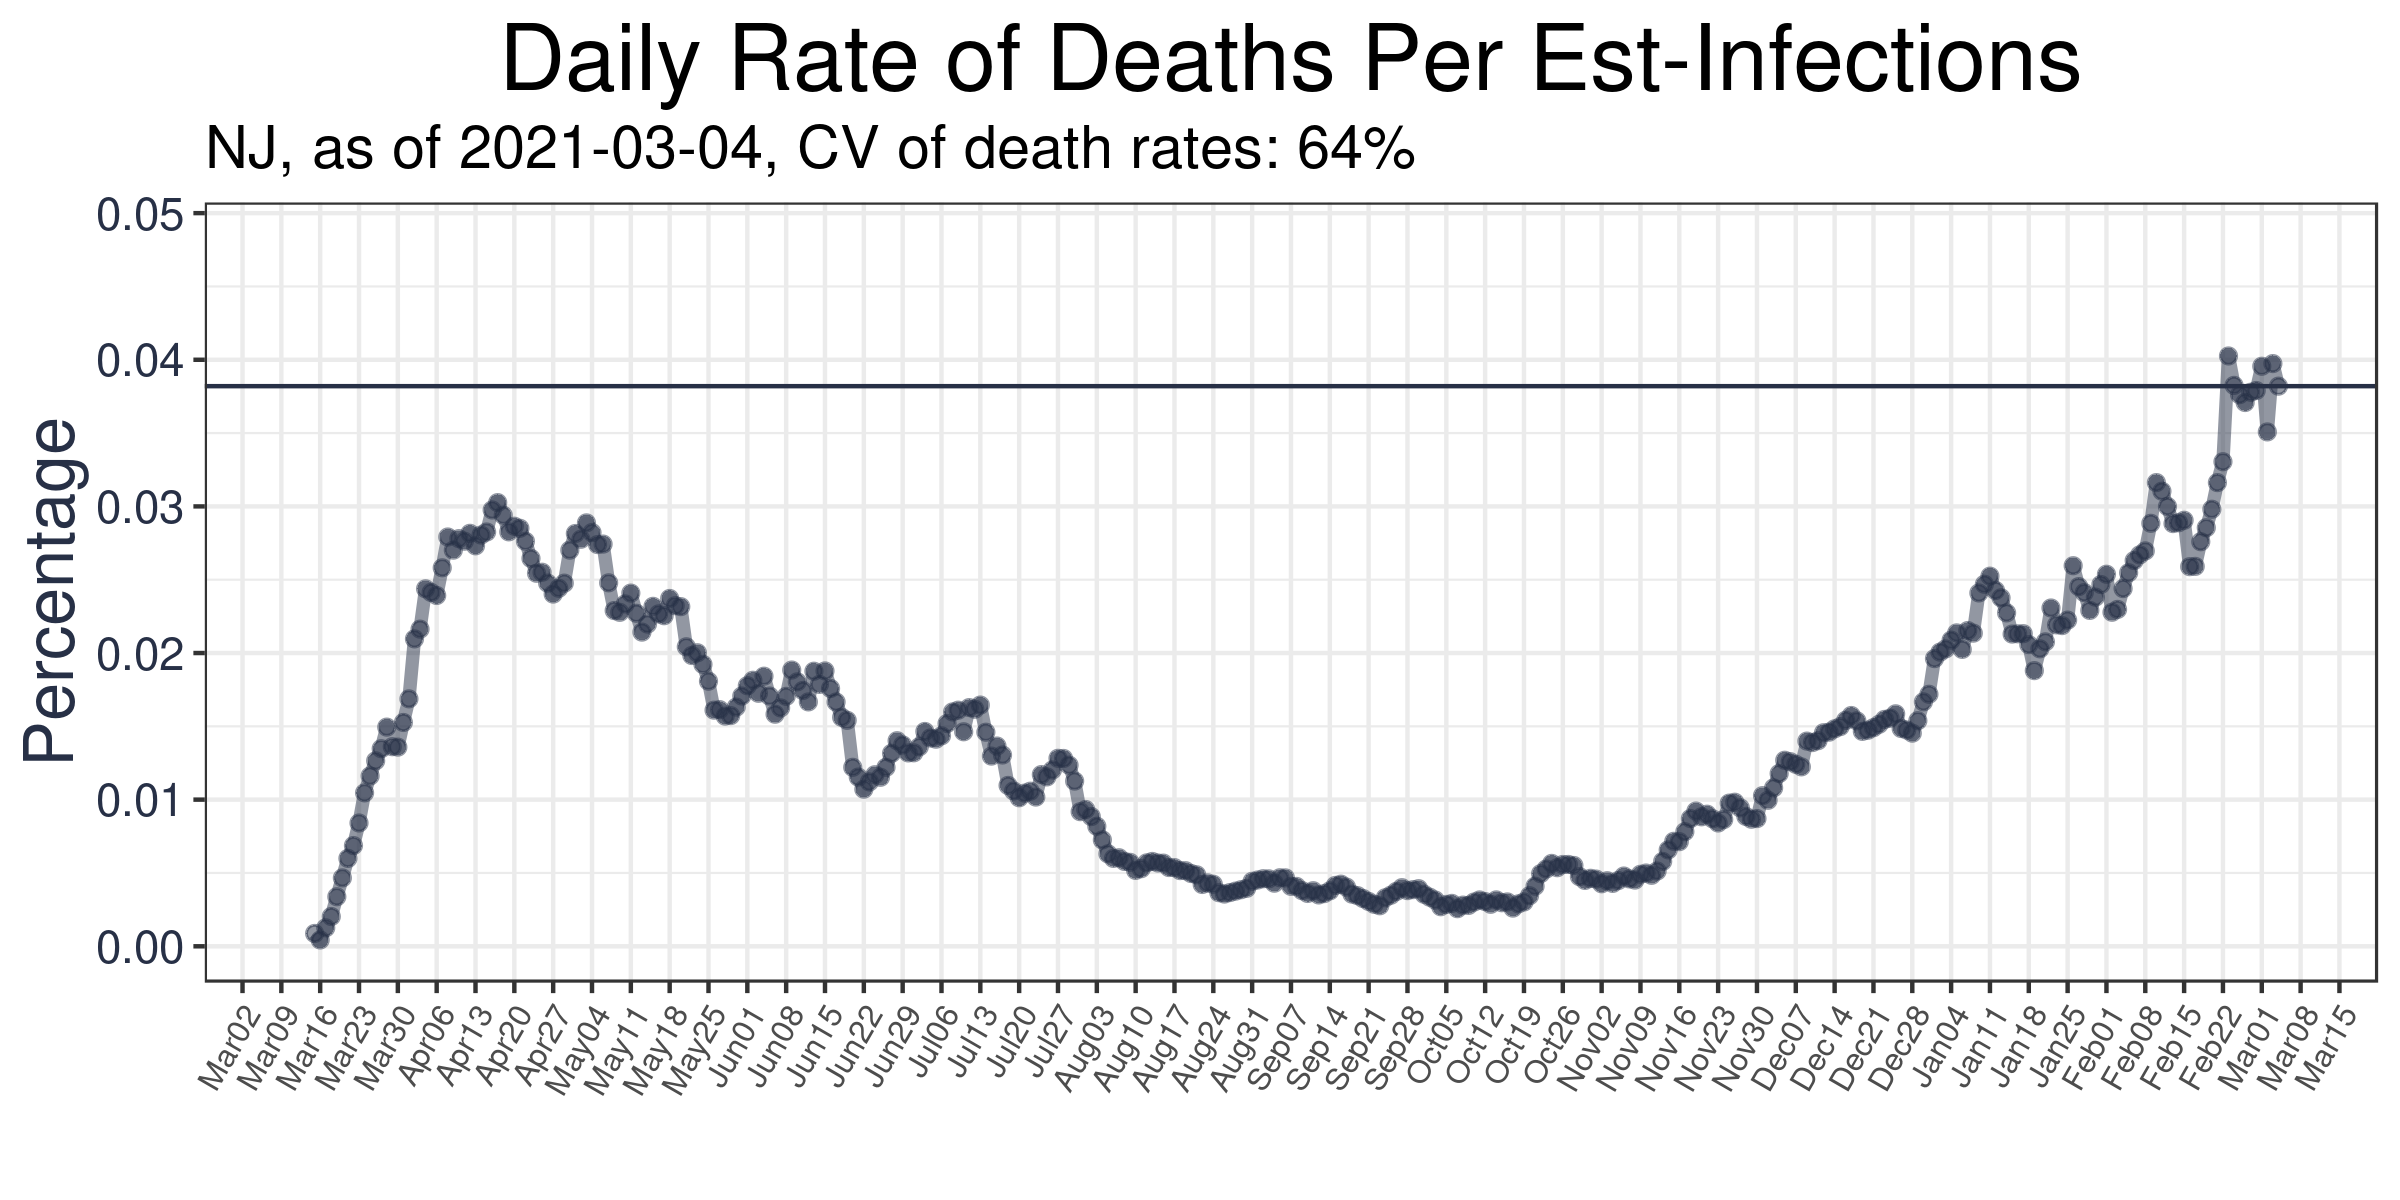 Daily Rate of Deaths Per Est-Infections
NJ, as of 2021-03-04, CV of death rates: 64%
Percentage
0.05
0.04
0.03
0.02
0.01
0.00
Mar02
Mar09
Mar16
Mar23
Mar30
Apr06
Apr13
Apr20
Apr27
May04
May11
May18
May25
Jun01
Jun08
Jun15
Jun22
Jun29
Jul06
Jul13
Jul20
Jul27
Aug03
Aug10
Aug17
Aug24
Aug31
Sep07
Sep14
Sep21
Sep28
Oct05
Oct12
Oct19
Oct26
Nov02
Nov09
Nov16
Nov23
Nov30
Dec07
Dec14
Dec21
Dec28
Jan04
Jan11
Jan18
Jan25
Feb01
Feb08
Feb15
Feb22
Mar01
Mar08
Mar15